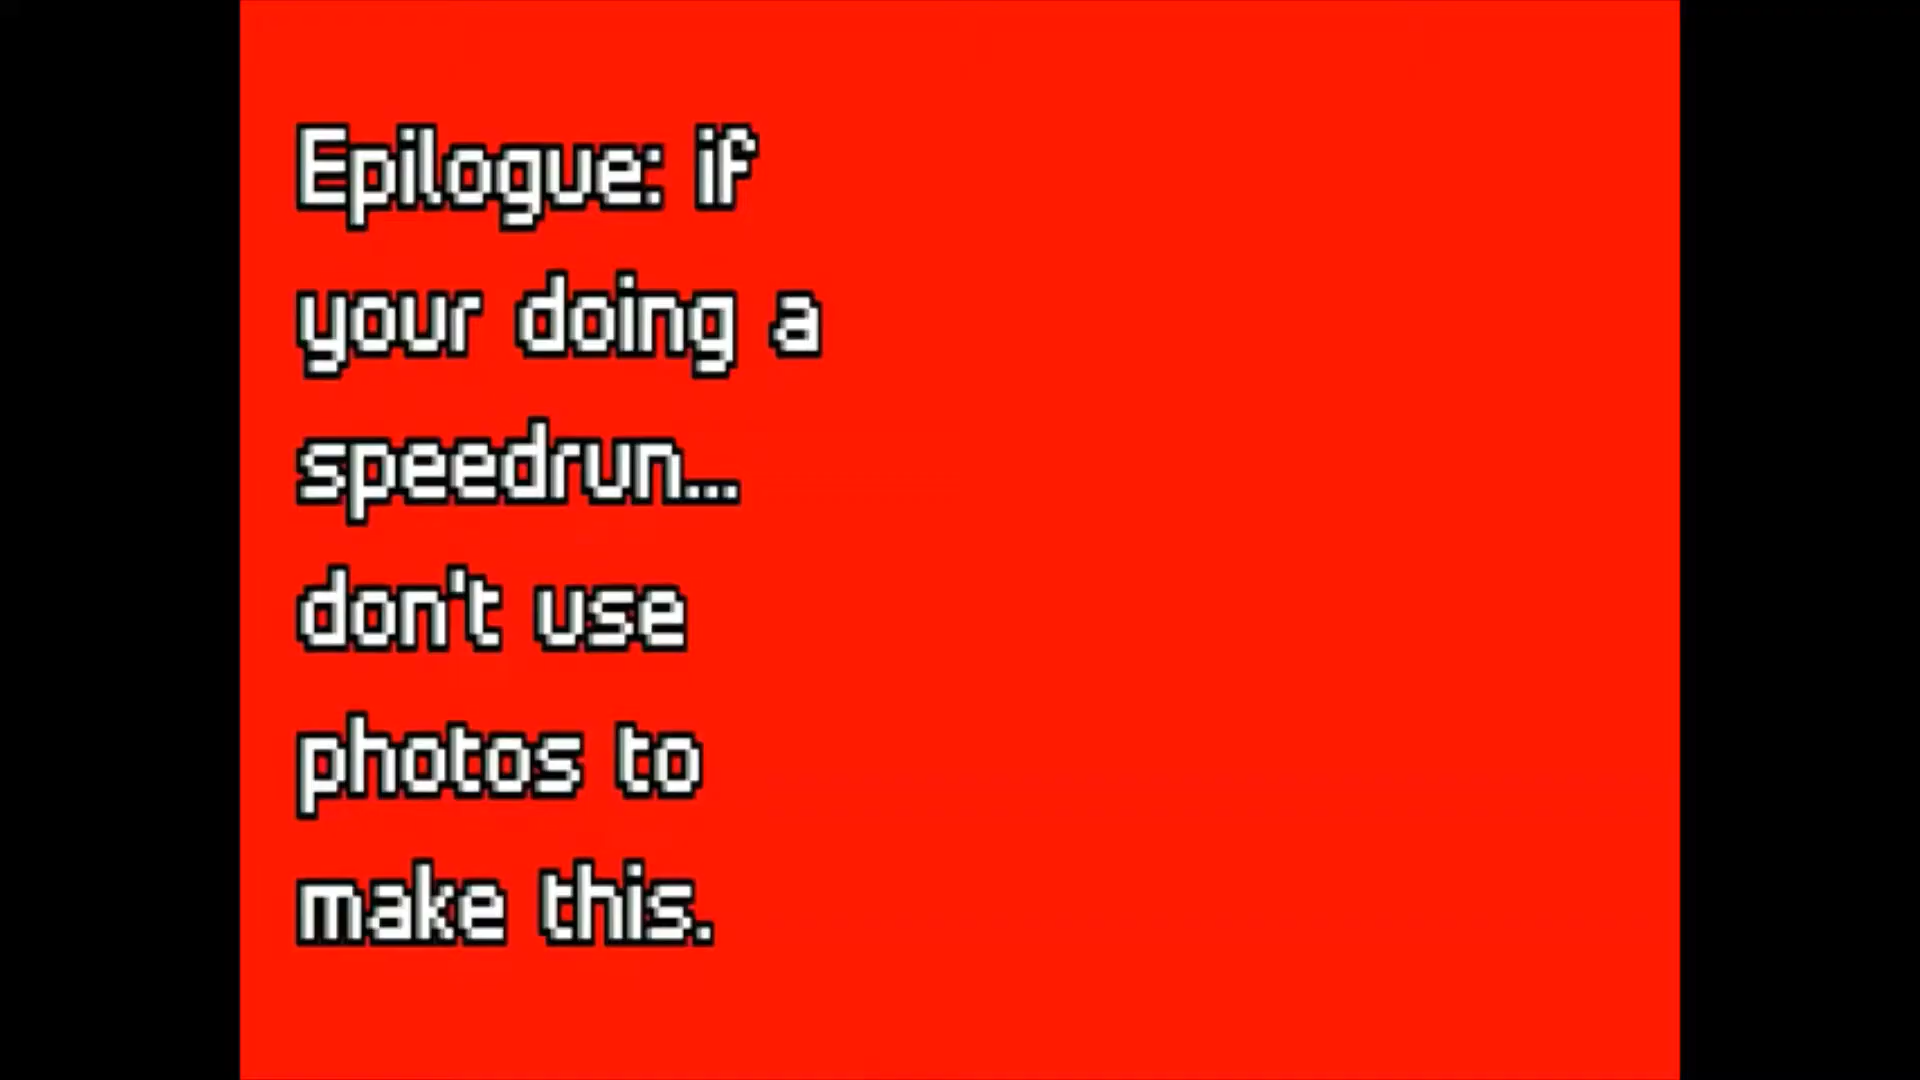 Epilogue: if
your doing a
speedrun...
don't use
photos to
make this.